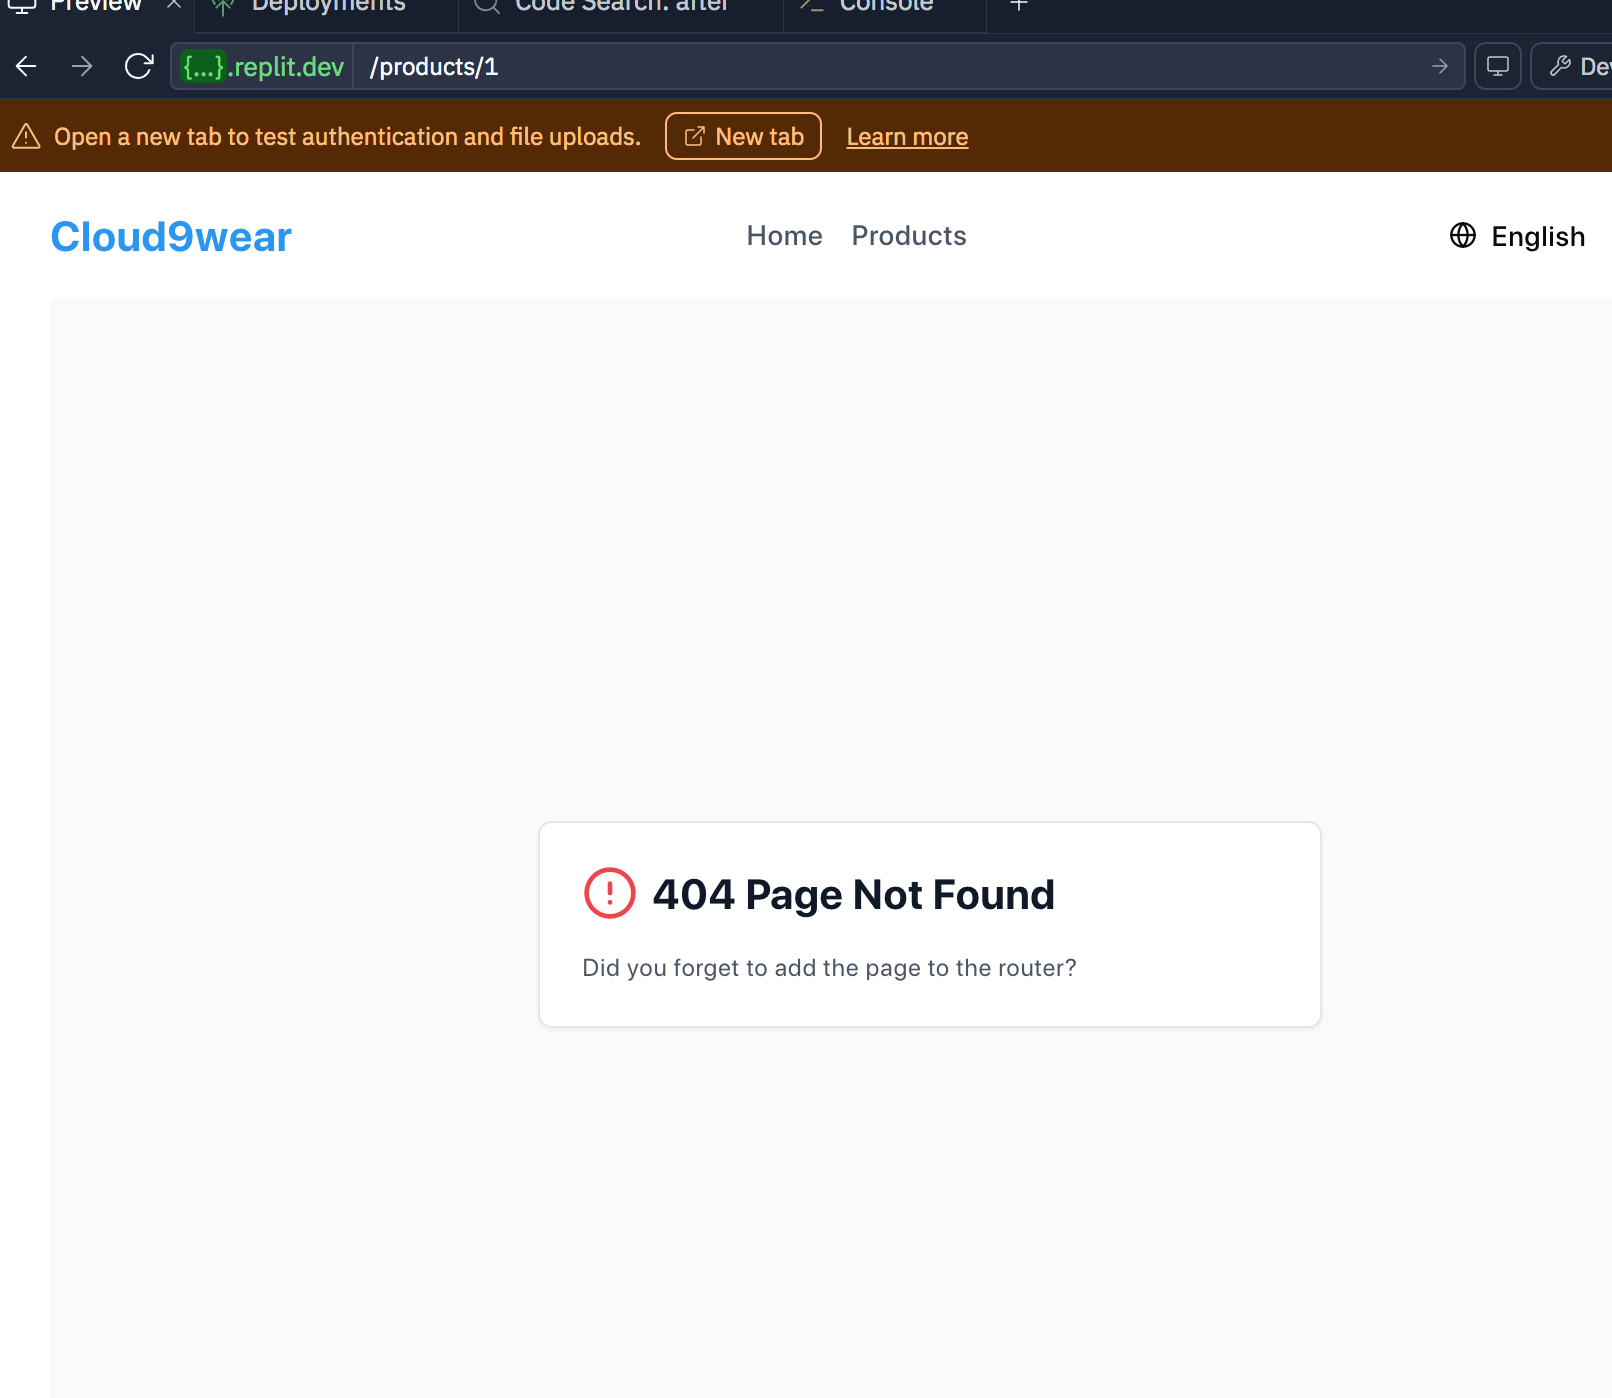 Preview Deployments Code Search: after Console
{...}.replit.dev /products/1 Dev
Open a new tab to test authentication and file uploads. New tab Learn more
Cloud9wear Home Products English
404 Page Not Found
Did you forget to add the page to the router?